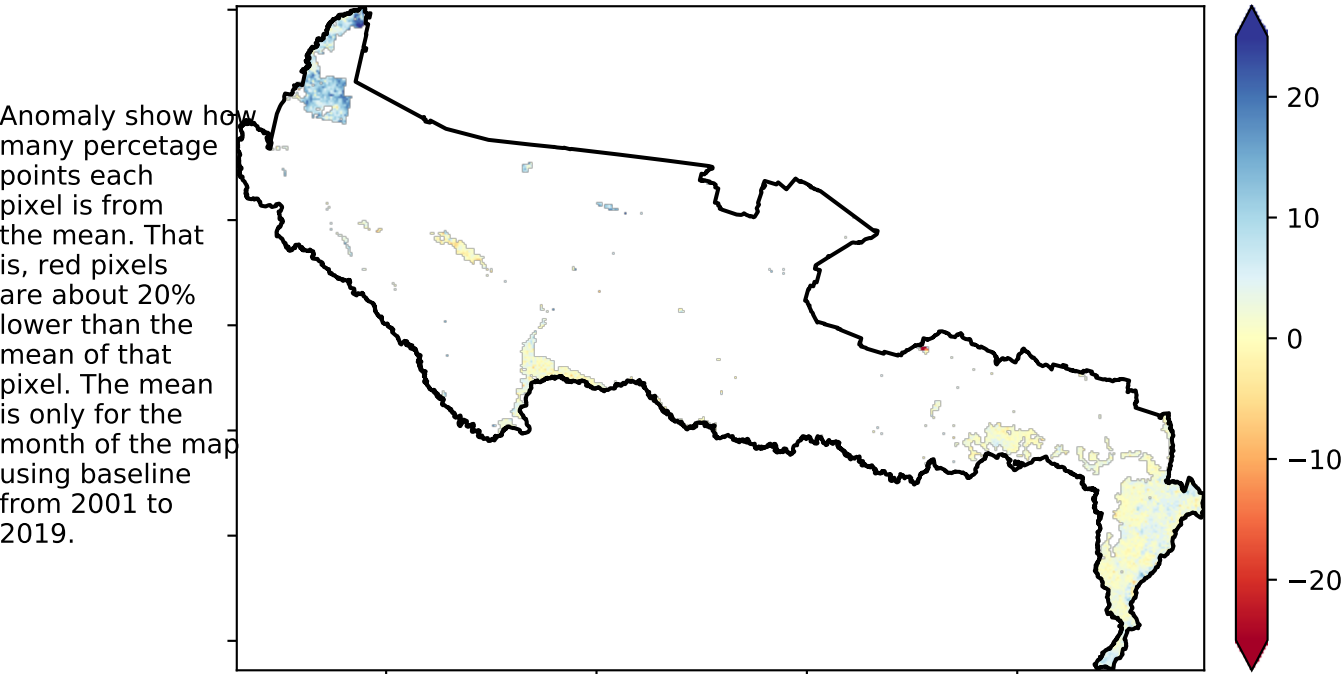 Anomaly show how
many percetage
points each
pixel is from
the mean. That
is, red pixels
are about 20%
lower than the
mean of that
pixel. The mean
is only for the
month of the map
using baseline
from 2001 to
2019.
20
10
0
−10
−20